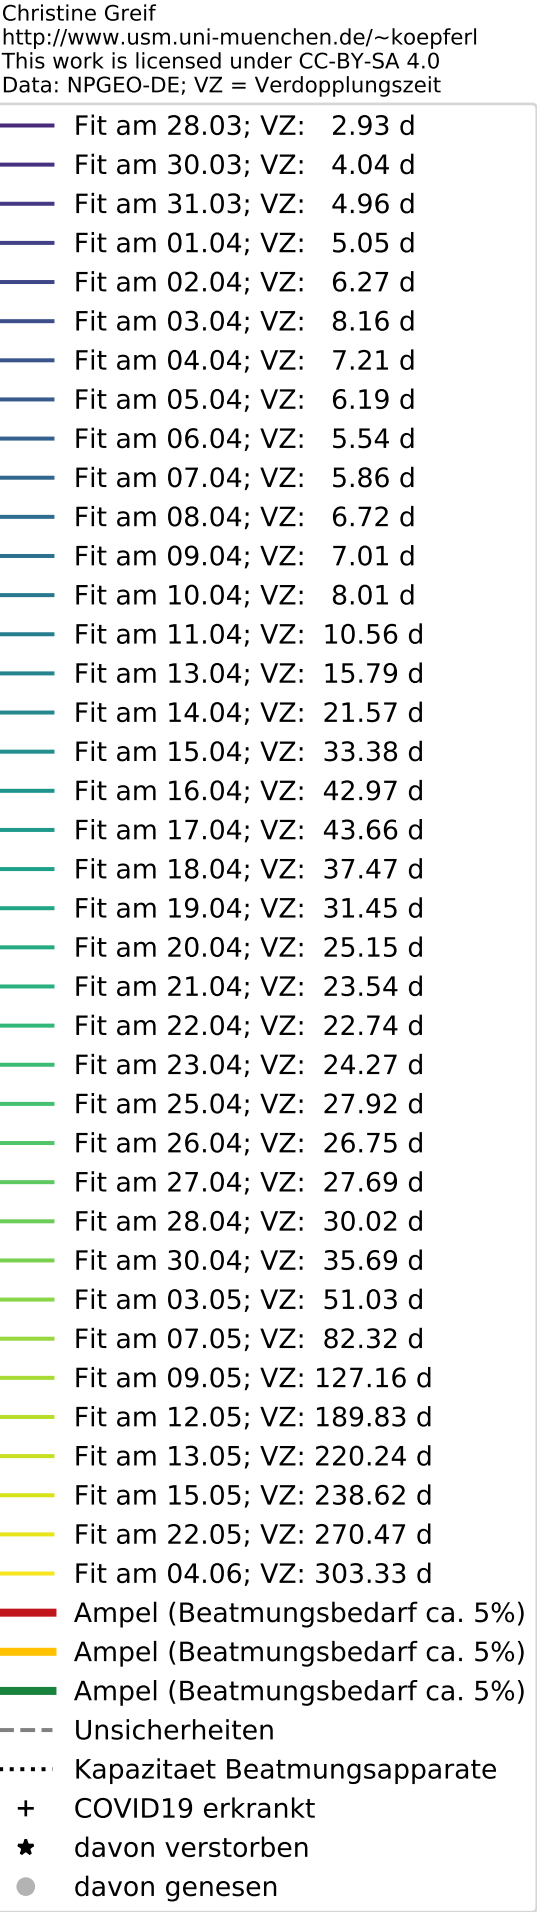 Christine Greif
http://www.usm.uni-muenchen.de/~koepferl
This work is licensed under CC-BY-SA 4.0
Data: NPGEO-DE; VZ = Verdopplungszeit
Fit am 28.03; VZ: 2.93 d
Fit am 30.03; VZ: 4.04 d
Fit am 31.03; VZ: 4.96 d
Fit am 01.04; VZ: 5.05 d
Fit am 02.04; VZ: 6.27 d
Fit am 03.04; VZ: 8.16 d
Fit am 04.04; VZ: 7.21 d
Fit am 05.04; VZ: 6.19 d
Fit am 06.04; VZ: 5.54 d
Fit am 07.04; VZ: 5.86 d
Fit am 08.04; VZ: 6.72 d
Fit am 09.04; VZ: 7.01 d
Fit am 10.04; VZ: 8.01 d
Fit am 11.04; VZ: 10.56 d
Fit am 13.04; VZ: 15.79 d
Fit am 14.04; VZ: 21.57 d
Fit am 15.04; VZ: 33.38 d
Fit am 16.04; VZ: 42.97 d
Fit am 17.04; VZ: 43.66 d
Fit am 18.04; VZ: 37.47 d
Fit am 19.04; VZ: 31.45 d
Fit am 20.04; VZ: 25.15 d
Fit am 21.04; VZ: 23.54 d
Fit am 22.04; VZ: 22.74 d
Fit am 23.04; VZ: 24.27 d
Fit am 25.04; VZ: 27.92 d
Fit am 26.04; VZ: 26.75 d
Fit am 27.04; VZ: 27.69 d
Fit am 28.04; VZ: 30.02 d
Fit am 30.04; VZ: 35.69 d
Fit am 03.05; VZ: 51.03 d
Fit am 07.05; VZ: 82.32 d
Fit am 09.05; VZ: 127.16 d
Fit am 12.05; VZ: 189.83 d
Fit am 13.05; VZ: 220.24 d
Fit am 15.05; VZ: 238.62 d
Fit am 22.05; VZ: 270.47 d
Fit am 04.06; VZ: 303.33 d
Ampel (Beatmungsbedarf ca. 5%)
Ampel (Beatmungsbedarf ca. 5%)
Ampel (Beatmungsbedarf ca. 5%)
Unsicherheiten
Kapazitaet Beatmungsapparate
COVID19 erkrankt
davon verstorben
davon genesen